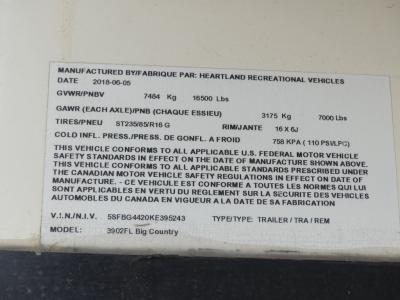 MANUFACTURED BY/FABRIQUE PAR: HEARTLAND RECREATIONAL VEHICLES
DATE 2018-06-05
GVWR/PNBV 7484 Kg 16500 Lbs
GAWR (EACH AXLE)/PNB (CHAQUE ESSIEU) 3175 Kg 7000 Lbs
TIRES/PNEU ST235/85/R16 G RIM/JANTE 16 X 6J
COLD INFL. PRESS./PRESS. DE GONFL. A FROID 758 KPA ( 110 PSI/LPC)
THIS VEHICLE CONFORMS TO ALL APPLICABLE U.S. FEDERAL MOTOR VEHICLE
SAFETY STANDARDS IN EFFECT ON THE DATE OF MANUFACTURE SHOWN ABOVE.
THIS VEHICLE CONFORMS TO ALL APPLICABLE STANDARDS PRESCRIBED UNDER
THE CANADIAN MOTOR VEHICLE SAFETY REGULATIONS IN EFFECT ON DATE OF
MANUFACTURE. - CE VEHICULE EST CONFORME A TOUTES LES NORMES QUI LUI
SONT APPLICABLES EN VERTU DU REGLEMENT SUR LA SECURITE DES VEHICULES
AUTOMOBILES DU CANADA EN VIGUEUR A LA DATE DE SA FABRICATION
V.I.N./N.I.V. 5SFBG4420KE395243 TYPE/TYPE: TRAILER / TRA / REM
MODEL: 3902FL Big Country